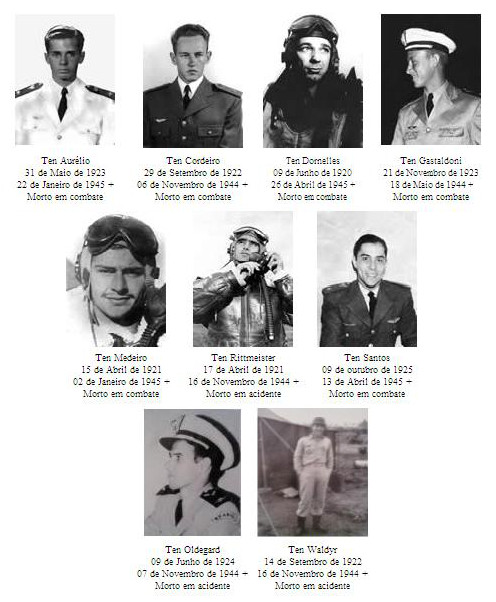 Ten Aurélio
31 de Maio de 1923
22 de Janeiro de 1945 +
Morto em combate
Ten Cordeiro
29 de Setembro de 1922
06 de Novembro de 1944 +
Morto em combate
Ten Dornelles
09 de Junho de 1920
26 de Abril de 1945 +
Morto em combate
Ten Gastaldoni
21 de Novembro de 1923
18 de Maio de 1944 +
Morto em combate
Ten Medeiro
15 de Abril de 1921
02 de Janeiro de 1945 +
Morto em combate
Ten Rittmeister
17 de Abril de 1921
16 de Novembro de 1944 +
Morto em acidente
Ten Santos
09 de outubro de 1925
13 de Abril de 1945 +
Morto em combate
Ten Oldegard
09 de Junho de 1924
07 de Novembro de 1944 +
Morto em acidente
Ten Waldyr
14 de Setembro de 1922
16 de Novembro de 1944 +
Morto em acidente